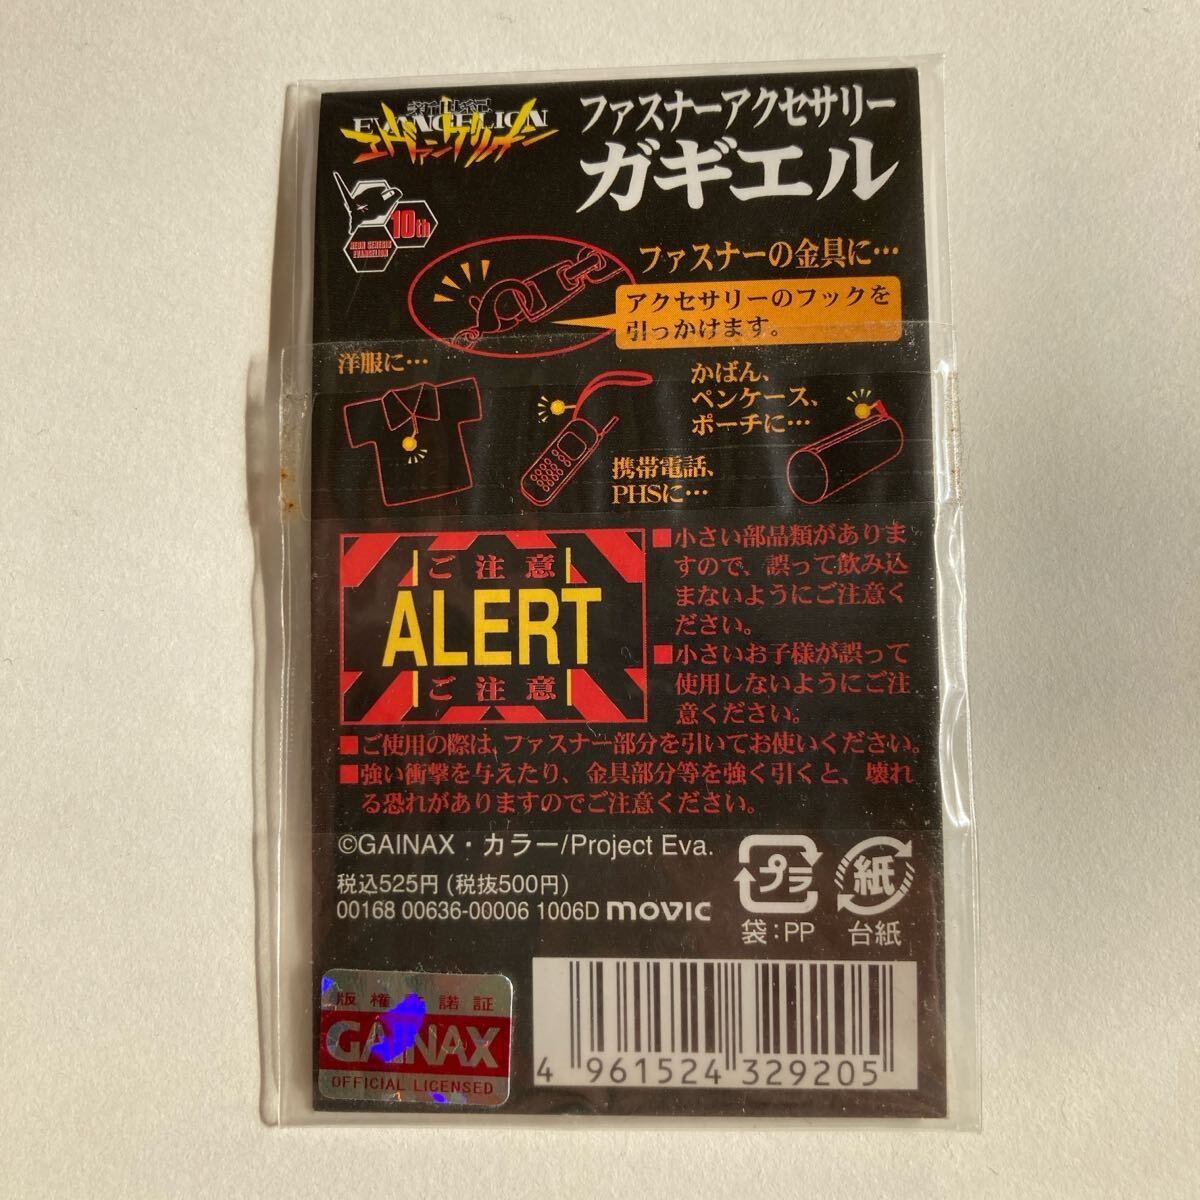 新世紀
EVANGELION
エヴァンゲリオン
ファスナーアクセサリー
ガギエル
10th
NEON GENESIS
EVANGELION
ファスナーの金具に…
アクセサリーのフックを
引っかけます。
洋服に…
かばん、
ペンケース、
ポーチに…
携帯電話、
PHSに…
ご注意
ALERT
ご注意
■小さい部品類がありま
すので、誤って飲み込
まないようにご注意く
ださい。
■小さいお子様が誤って
使用しないようにご注
意ください。
■ご使用の際は、ファスナー部分を引いてお使いください。
■強い衝撃を与えたり、金具部分等を強く引くと、壊れ
る恐れがありますのでご注意ください。
©GAINAX・カラー/Project Eva.
税込525円 (税抜500円)
00168 00636-00006 1006D movic
プラ
袋:PP
紙
台紙
版権許諾証
GAINAX
OFFICIAL LICENSED
4 961524 329205